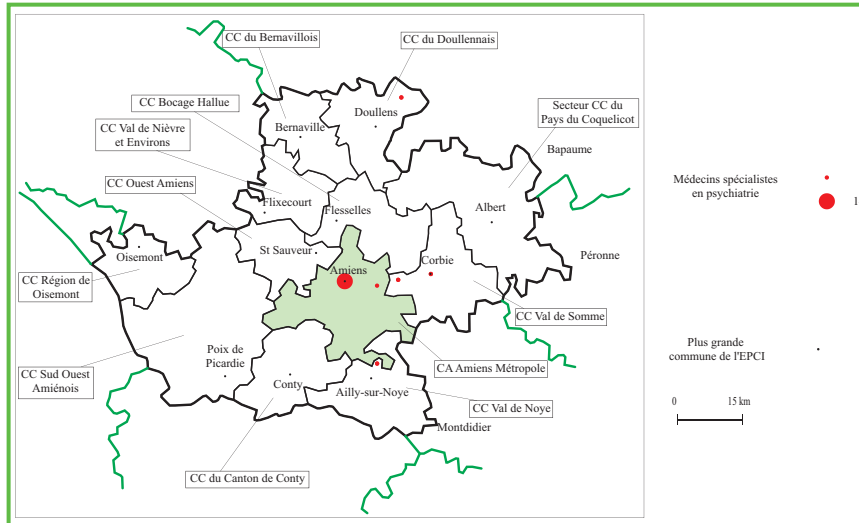 CC du Bernavillois
CC du Doullennais
CC Bocage Hallue
CC Val de Nièvre
et Environs
CC Ouest Amiens
Secteur CC du
Pays du Coquelicot
Doullens
Bernaville
Bapaume
Flixecourt
Flesselles
Albert
St Sauveur
Oisemont
Corbie
Péronne
Amiens
CC Région de
Oisemont
CC Val de Somme
Poix de
Picardie
CC Sud Ouest
Amiénois
CA Amiens Métropole
Conty
Ailly-sur-Noye
CC Val de Noye
Montdidier
CC du Canton de Conty
Médecins spécialistes
en psychiatrie
Plus grande
commune de l'EPCI
0
15 km